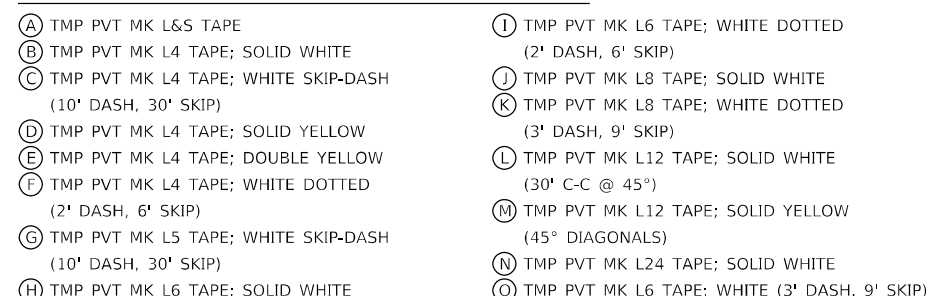 A TMP PVT MK L&S TAPE
B TMP PVT MK L4 TAPE; SOLID WHITE
C TMP PVT MK L4 TAPE; WHITE SKIP-DASH
(10' DASH, 30' SKIP)
D TMP PVT MK L4 TAPE; SOLID YELLOW
E TMP PVT MK L4 TAPE; DOUBLE YELLOW
F TMP PVT MK L4 TAPE; WHITE DOTTED
(2' DASH, 6' SKIP)
G TMP PVT MK L5 TAPE; WHITE SKIP-DASH
(10' DASH, 30' SKIP)
H TMP PVT MK L6 TAPE; SOLID WHITE
I TMP PVT MK L6 TAPE; WHITE DOTTED
(2' DASH, 6' SKIP)
J TMP PVT MK L8 TAPE; SOLID WHITE
K TMP PVT MK L8 TAPE; WHITE DOTTED
(3' DASH, 9' SKIP)
L TMP PVT MK L12 TAPE; SOLID WHITE
(30' C-C @ 45°)
M TMP PVT MK L12 TAPE; SOLID YELLOW
(45° DIAGONALS)
N TMP PVT MK L24 TAPE; SOLID WHITE
O TMP PVT MK L6 TAPE; WHITE (3' DASH, 9' SKIP)